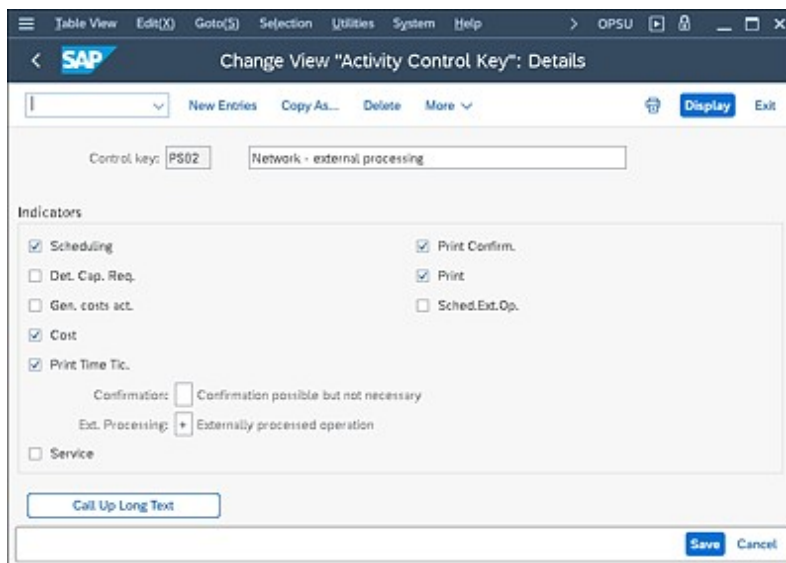 Table View Edit(X) Goto(S) Selection Utilities System Help > OPSU
< SAP Change View "Activity Control Key": Details
New Entries Copy As... Delete More Display Exit
Control key: PS02 Network - external processing
Indicators
Scheduling Print Confirm.
Det. Cap. Req. Print
Gen. costs act. Sched.Ext.Op.
Cost
Print Time Tic.
Confirmation: Confirmation possible but not necessary
Ext. Processing: + Externally processed operation
Service
Call Up Long Text
Save Cancel